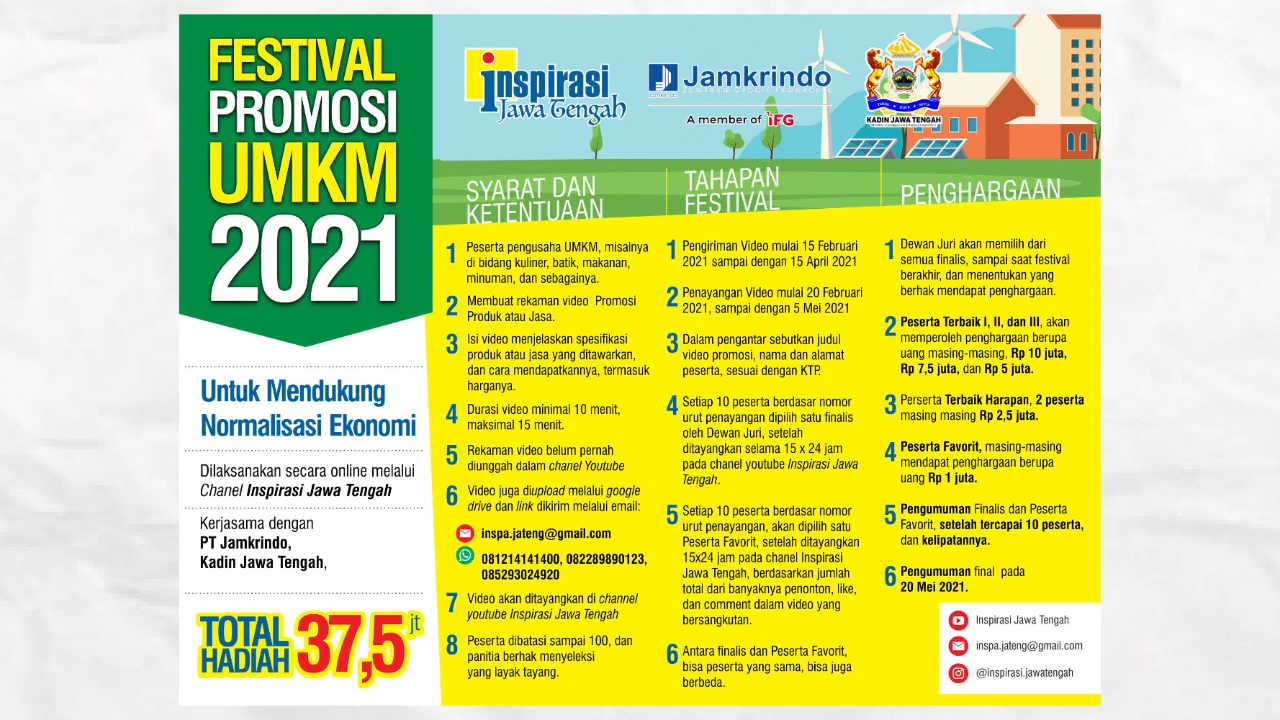 FESTIVAL
PROMOSI
UMKM
2021
Untuk Mendukung
Normalisasi Ekonomi
Dilaksanakan secara online melalui
Chanel Inspirasi Jawa Tengah
Kerjasama dengan
PT Jamkrindo,
Kadin Jawa Tengah,
TOTAL
HADIAH
37,5 jt
inspirasi
Jawa Tengah
Jamkrindo
A member of IFG
KADIN JAWA TENGAH
SYARAT DAN
KETENTUAAN
1 Peserta pengusaha UMKM, misalnya
di bidang kuliner, batik, makanan,
minuman, dan sebagainya.
2 Membuat rekaman video Promosi
Produk atau Jasa.
3 Isi video menjelaskan spesifikasi
produk atau jasa yang ditawarkan,
dan cara mendapatkannya, termasuk
harganya.
4 Durasi video minimal 10 menit,
maksimal 15 menit.
5 Rekaman video belum pernah
diunggah dalam chanel Youtube
6 Video juga diupload melalui google
drive dan link dikirim melalui email:
inspa.jateng@gmail.com
081214141400, 082289890123,
085293024920
7 Video akan ditayangkan di channel
youtube Inspirasi Jawa Tengah
8 Peserta dibatasi sampai 100, dan
panitia berhak menyeleksi
yang layak tayang.
TAHAPAN
FESTIVAL
1 Pengiriman Video mulai 15 Februari
2021 sampai dengan 15 April 2021
2 Penayangan Video mulai 20 Februari
2021, sampai dengan 5 Mei 2021
3 Dalam pengantar sebutkan judul
video promosi, nama dan alamat
peserta, sesuai dengan KTP.
4 Setiap 10 peserta berdasar nomor
urut penayangan dipilih satu finalis
oleh Dewan Juri, setelah
ditayangkan selama 15 x 24 jam
pada chanel youtube Inspirasi Jawa
Tengah.
5 Setiap 10 peserta berdasar nomor
urut penayangan, akan dipilih satu
Peserta Favorit, setelah ditayangkan
15x24 jam pada chanel Inspirasi
Jawa Tengah, berdasarkan jumlah
total dari banyaknya penonton, like,
dan comment dalam video yang
bersangkutan.
6 Antara finalis dan Peserta Favorit,
bisa peserta yang sama, bisa juga
berbeda.
PENGHARGAAN
1 Dewan Juri akan memilih dari
semua finalis, sampai saat festival
berakhir, dan menentukan yang
berhak mendapat penghargaan.
2 Peserta Terbaik I, II, dan III, akan
memperoleh penghargaan berupa
uang masing-masing, Rp 10 juta,
Rp 7,5 juta, dan Rp 5 juta.
3 Perserta Terbaik Harapan, 2 peserta
masing masing Rp 2,5 juta.
4 Peserta Favorit, masing-masing
mendapat penghargaan berupa
uang Rp 1 juta.
5 Pengumuman Finalis dan Peserta
Favorit, setelah tercapai 10 peserta,
dan kelipatannya.
6 Pengumuman final pada
20 Mei 2021.
Inspirasi Jawa Tengah
inspa.jateng@gmail.com
@inspirasi.jawatengah